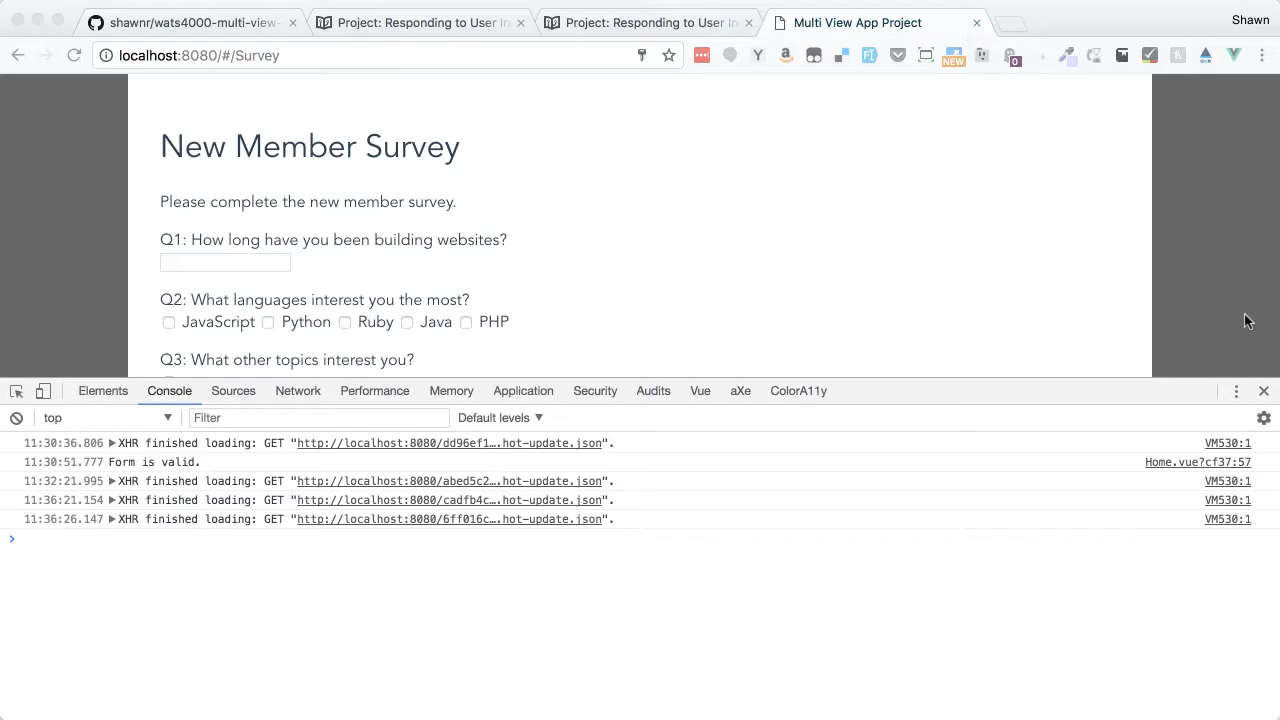 shawnr/wats4000-multi-view-
Project: Responding to User In
Project: Responding to User In
Multi View App Project
Shawn
localhost:8080/#/Survey
NEW
0
New Member Survey
Please complete the new member survey.
Q1: How long have you been building websites?
Q2: What languages interest you the most?
JavaScript Python Ruby Java PHP
Q3: What other topics interest you?
Elements Console Sources Network Performance Memory Application Security Audits Vue aXe ColorA11y
top Filter Default levels
11:30:36.806 XHR finished loading: GET "http://localhost:8080/dd96ef1….hot-update.json". VM530:1
11:30:51.777 Form is valid. Home.vue?cf37:57
11:32:21.995 XHR finished loading: GET "http://localhost:8080/abed5c2….hot-update.json". VM530:1
11:36:21.154 XHR finished loading: GET "http://localhost:8080/cadfb4c….hot-update.json". VM530:1
11:36:26.147 XHR finished loading: GET "http://localhost:8080/6ff016c….hot-update.json". VM530:1